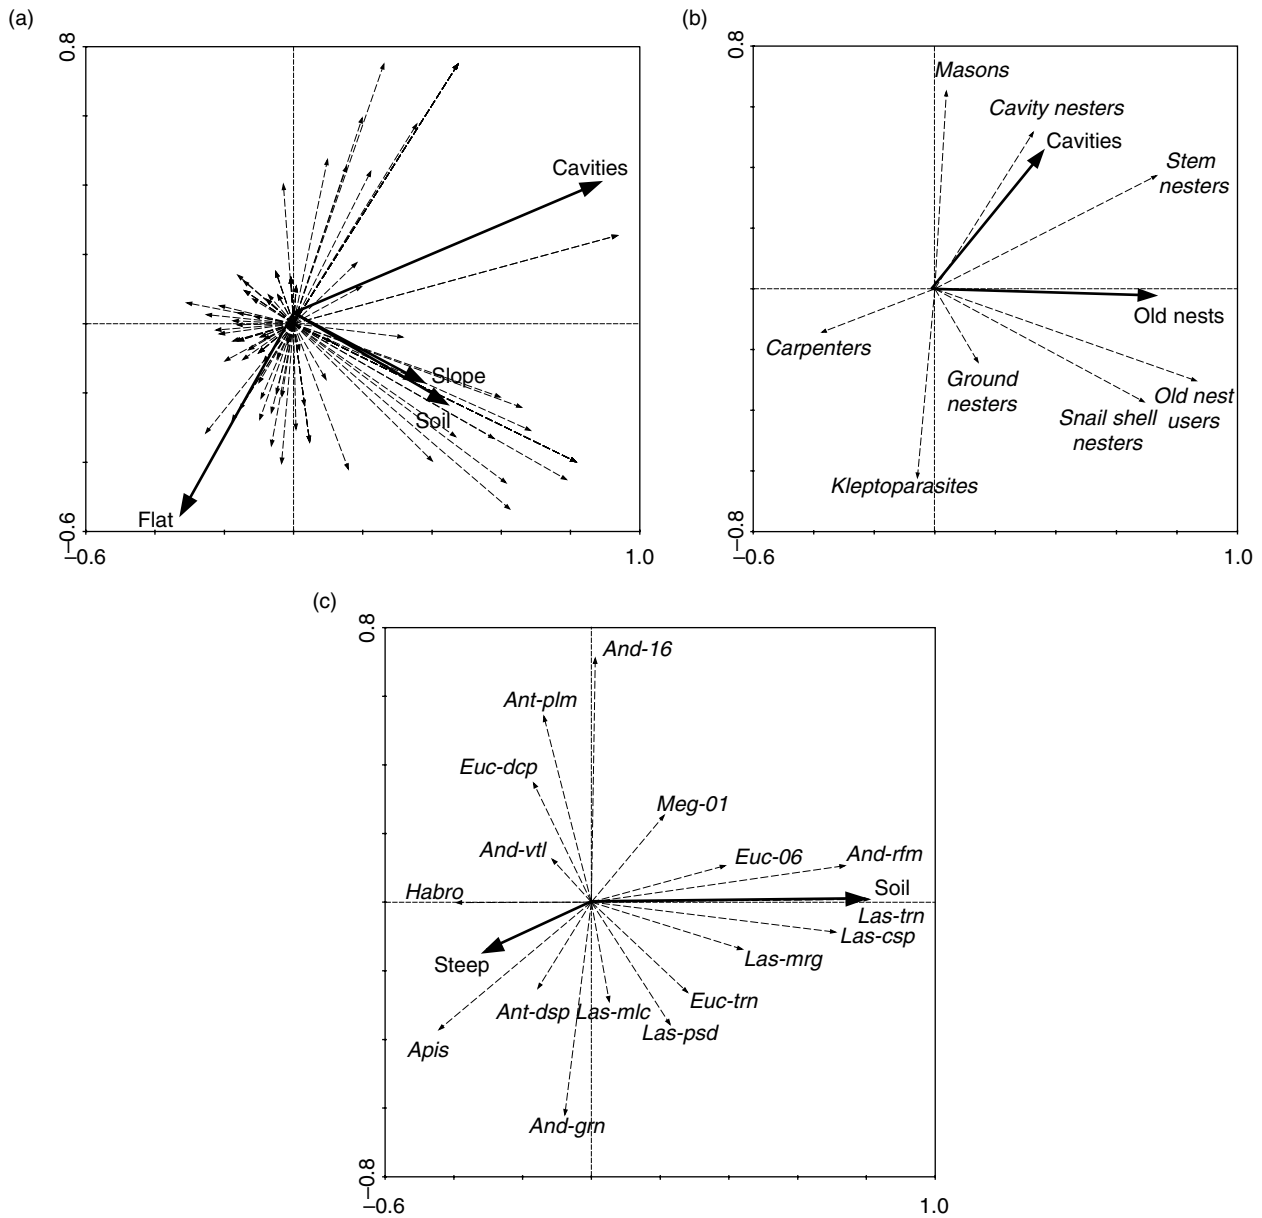 (a)
0.8
Cavities
Slope
Soil
Flat
–0.6
–0.6
1.0
(b)
0.8
Masons
Cavity nesters
Cavities
Stem
nesters
Old nests
Carpenters
Ground
nesters
Old nest
users
Snail shell
nesters
Kleptoparasites
–0.8
–0.6
1.0
(c)
0.8
And-16
Ant-plm
Euc-dcp
Meg-01
And-vtl
Euc-06
And-rfm
Habro
Soil
Las-trn
Las-csp
Las-mrg
Steep
Euc-trn
Ant-dsp
Las-mlc
Las-psd
Apis
And-grn
–0.8
–0.6
1.0